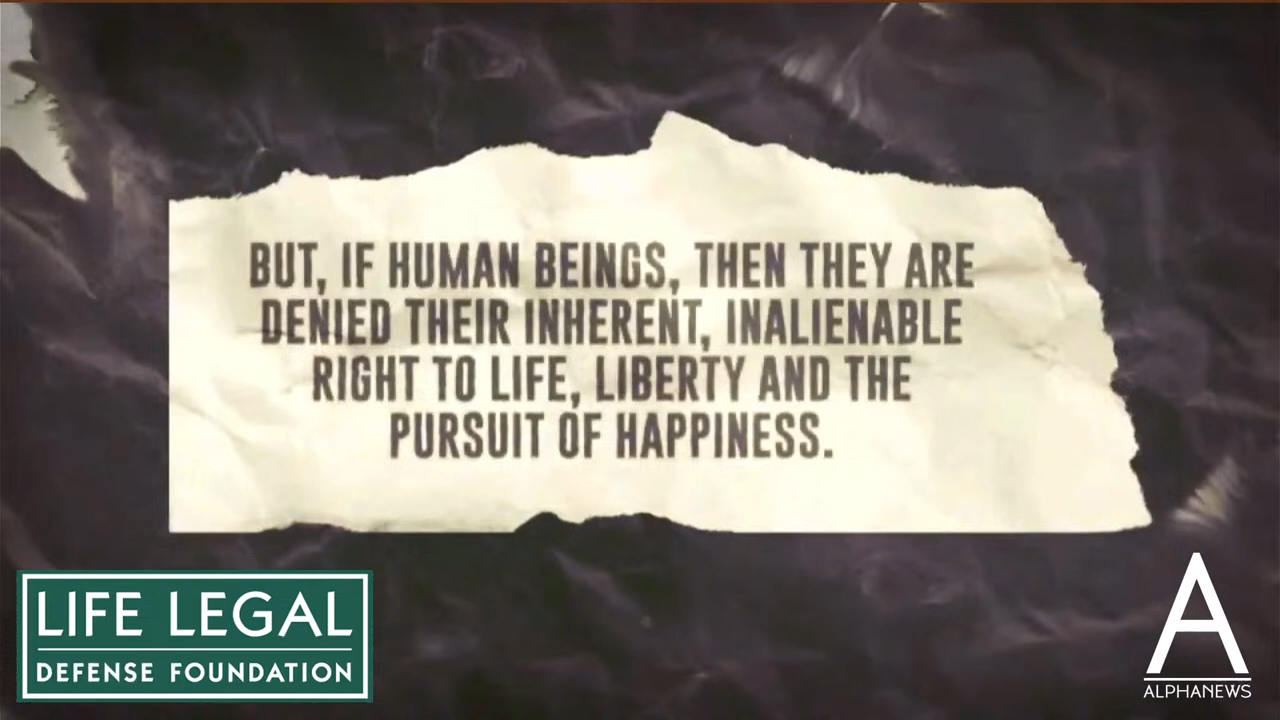 BUT, IF HUMAN BEINGS, THEN THEY ARE
DENIED THEIR INHERENT, INALIENABLE
RIGHT TO LIFE, LIBERTY AND THE
PURSUIT OF HAPPINESS.
LIFE LEGAL
DEFENSE FOUNDATION
A
ALPHANEWS